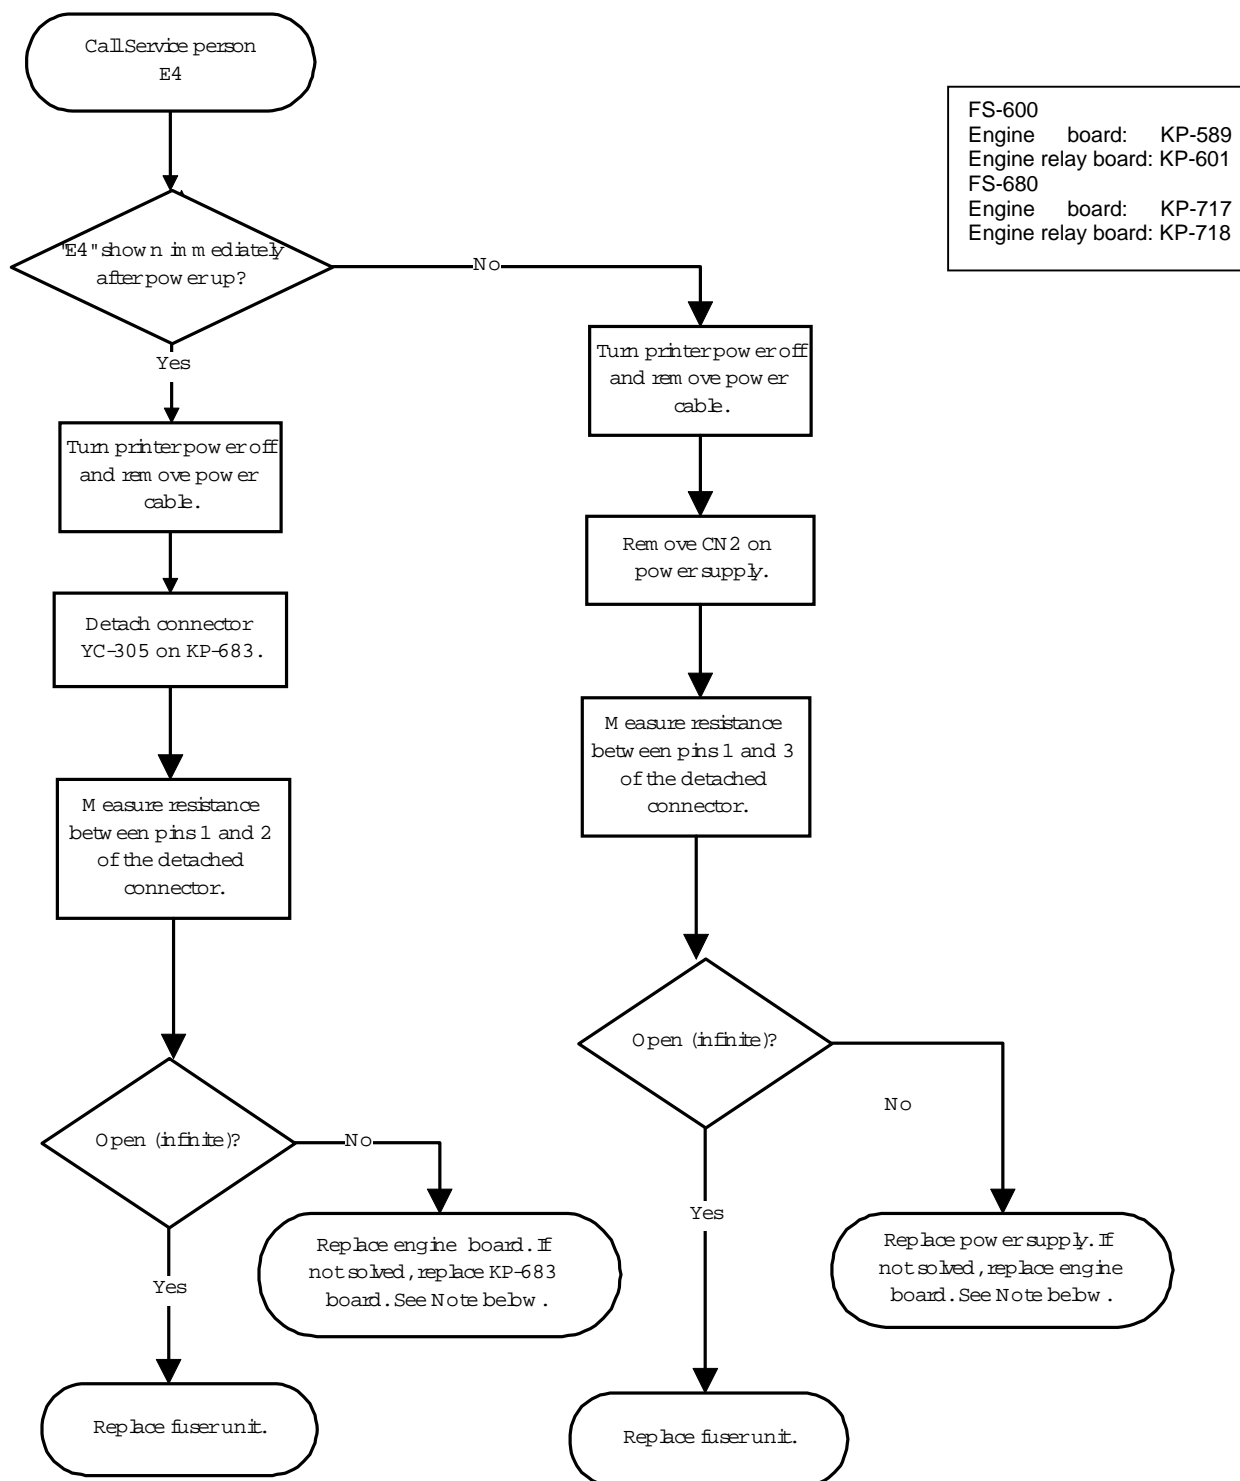 Call Service person
E4
"E4" shown immediately
after power up?
No
Yes
Turn printer power off
and remove power
cable.
Detach connector
YC-305 on KP-683.
Measure resistance
between pins 1 and 2
of the detached
connector.
Open (infinite)?
No
Yes
Replace engine board. If
not solved, replace KP-683
board. See Note below.
Replace fuser unit.
Turn printer power off
and remove power
cable.
Remove CN2 on
power supply.
Measure resistance
between pins 1 and 3
of the detached
connector.
Open (infinite)?
No
Yes
Replace power supply. If
not solved, replace engine
board. See Note below.
Replace fuser unit.
FS-600
Engine board: KP-589
Engine relay board: KP-601
FS-680
Engine board: KP-717
Engine relay board: KP-718